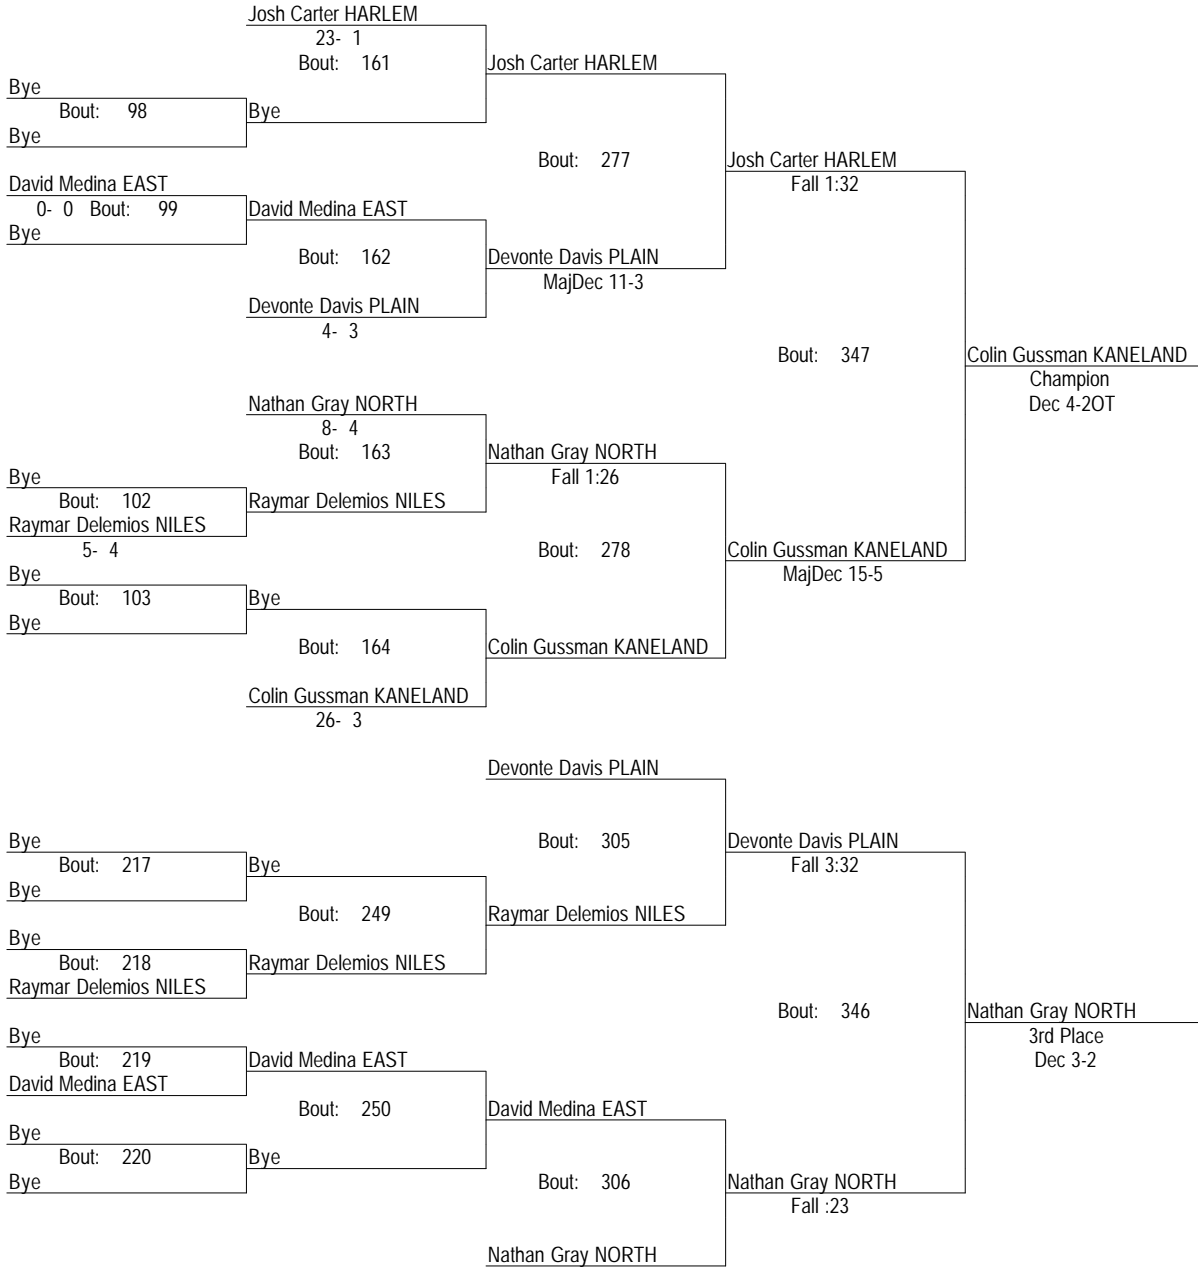 Josh Carter HARLEM
23- 1
Bout: 161
Josh Carter HARLEM
Bye
Bout: 98
Bye
Bye
Bout: 277
Josh Carter HARLEM
Fall 1:32
David Medina EAST
0- 0 Bout: 99
David Medina EAST
Bye
Bout: 162
Devonte Davis PLAIN
MajDec 11-3
Devonte Davis PLAIN
4- 3
Bout: 347
Colin Gussman KANELAND
Champion
Dec 4-2OT
Nathan Gray NORTH
8- 4
Bout: 163
Nathan Gray NORTH
Fall 1:26
Bye
Bout: 102
Raymar Delemios NILES
Raymar Delemios NILES
5- 4
Bout: 278
Colin Gussman KANELAND
MajDec 15-5
Bye
Bout: 103
Bye
Bye
Bout: 164
Colin Gussman KANELAND
Colin Gussman KANELAND
26- 3
Devonte Davis PLAIN
Bye
Bout: 305
Devonte Davis PLAIN
Fall 3:32
Bout: 217
Bye
Bye
Bout: 249
Raymar Delemios NILES
Bye
Bout: 218
Raymar Delemios NILES
Raymar Delemios NILES
Bout: 346
Nathan Gray NORTH
3rd Place
Dec 3-2
Bye
Bout: 219
David Medina EAST
David Medina EAST
Bout: 250
David Medina EAST
Bye
Bout: 220
Bye
Bye
Bout: 306
Nathan Gray NORTH
Fall :23
Nathan Gray NORTH